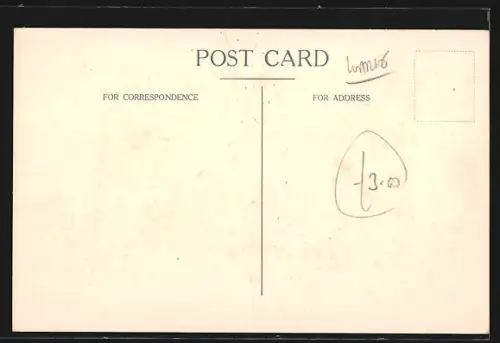 POST CARD
FOR CORRESPONDENCE
FOR ADDRESS
£3.00